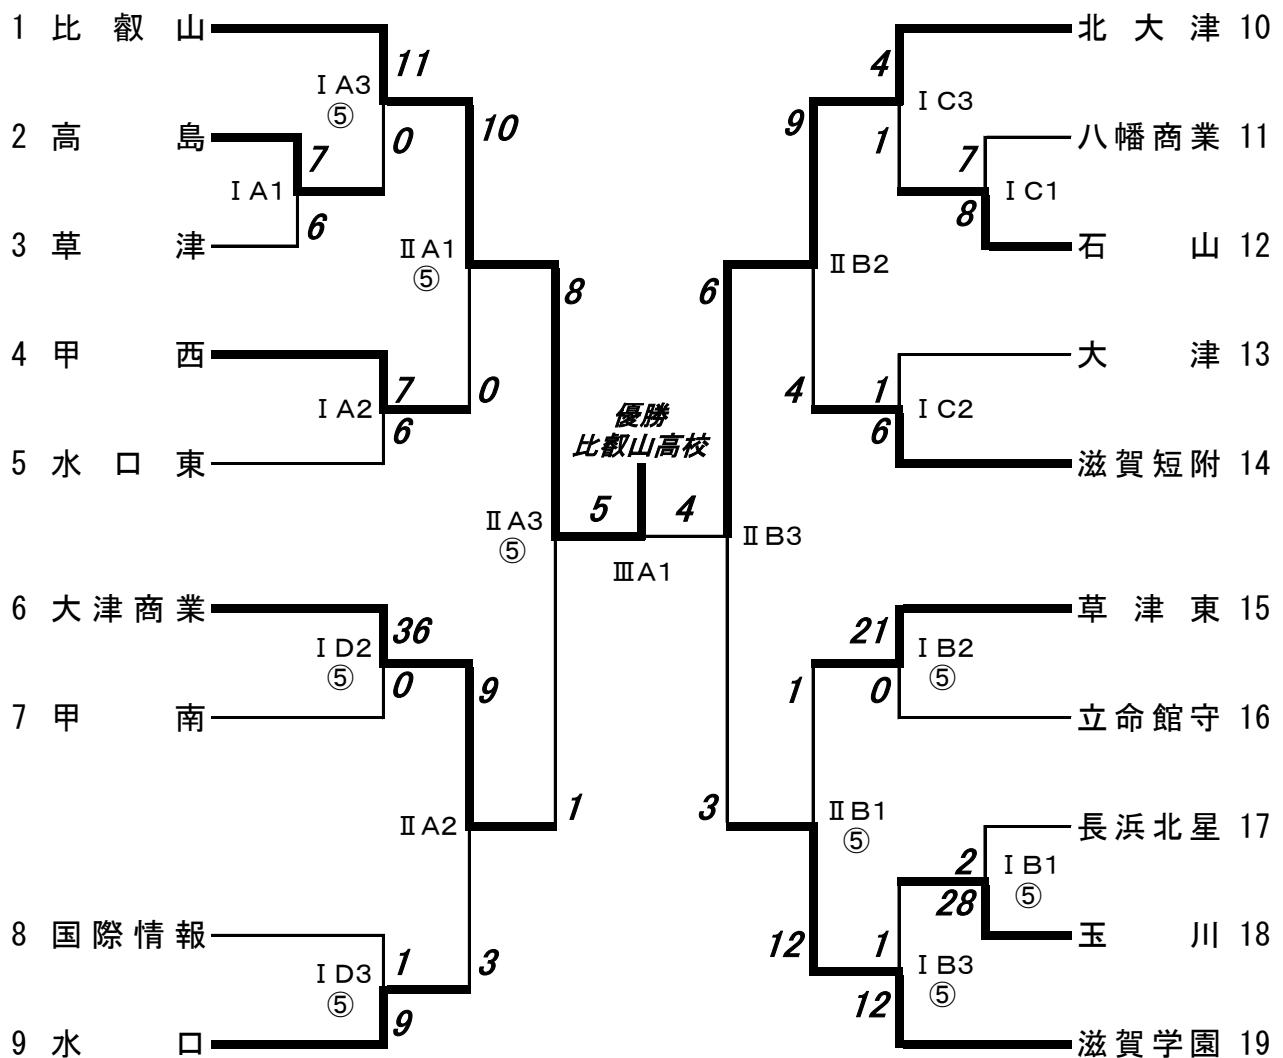 1 比叡山
11
ⅠA3
⑤
10
2 高島
7
0
ⅠA1
6
3 草津
ⅡA1
⑤
8
4 甲西
7
0
ⅠA2
6
5 水口東
優勝
比叡山高校
ⅡA3
⑤
5
4
ⅢA1
6 大津商業
36
ⅠD2
⑤
0
9
7 甲南
ⅡA2
1
8 国際情報
1
3
ⅠD3
⑤
9
9 水口
北大津 10
4
ⅠC3
9
1
八幡商業 11
7
ⅠC1
8
石山 12
ⅡB2
6
大津 13
4
1
ⅠC2
6
滋賀短附 14
ⅡB3
草津東 15
21
ⅠB2
⑤
1
0
立命館守 16
3
ⅡB1
⑤
長浜北星 17
2
ⅠB1
⑤
28
玉川 18
12
1
ⅠB3
⑤
12
滋賀学園 19